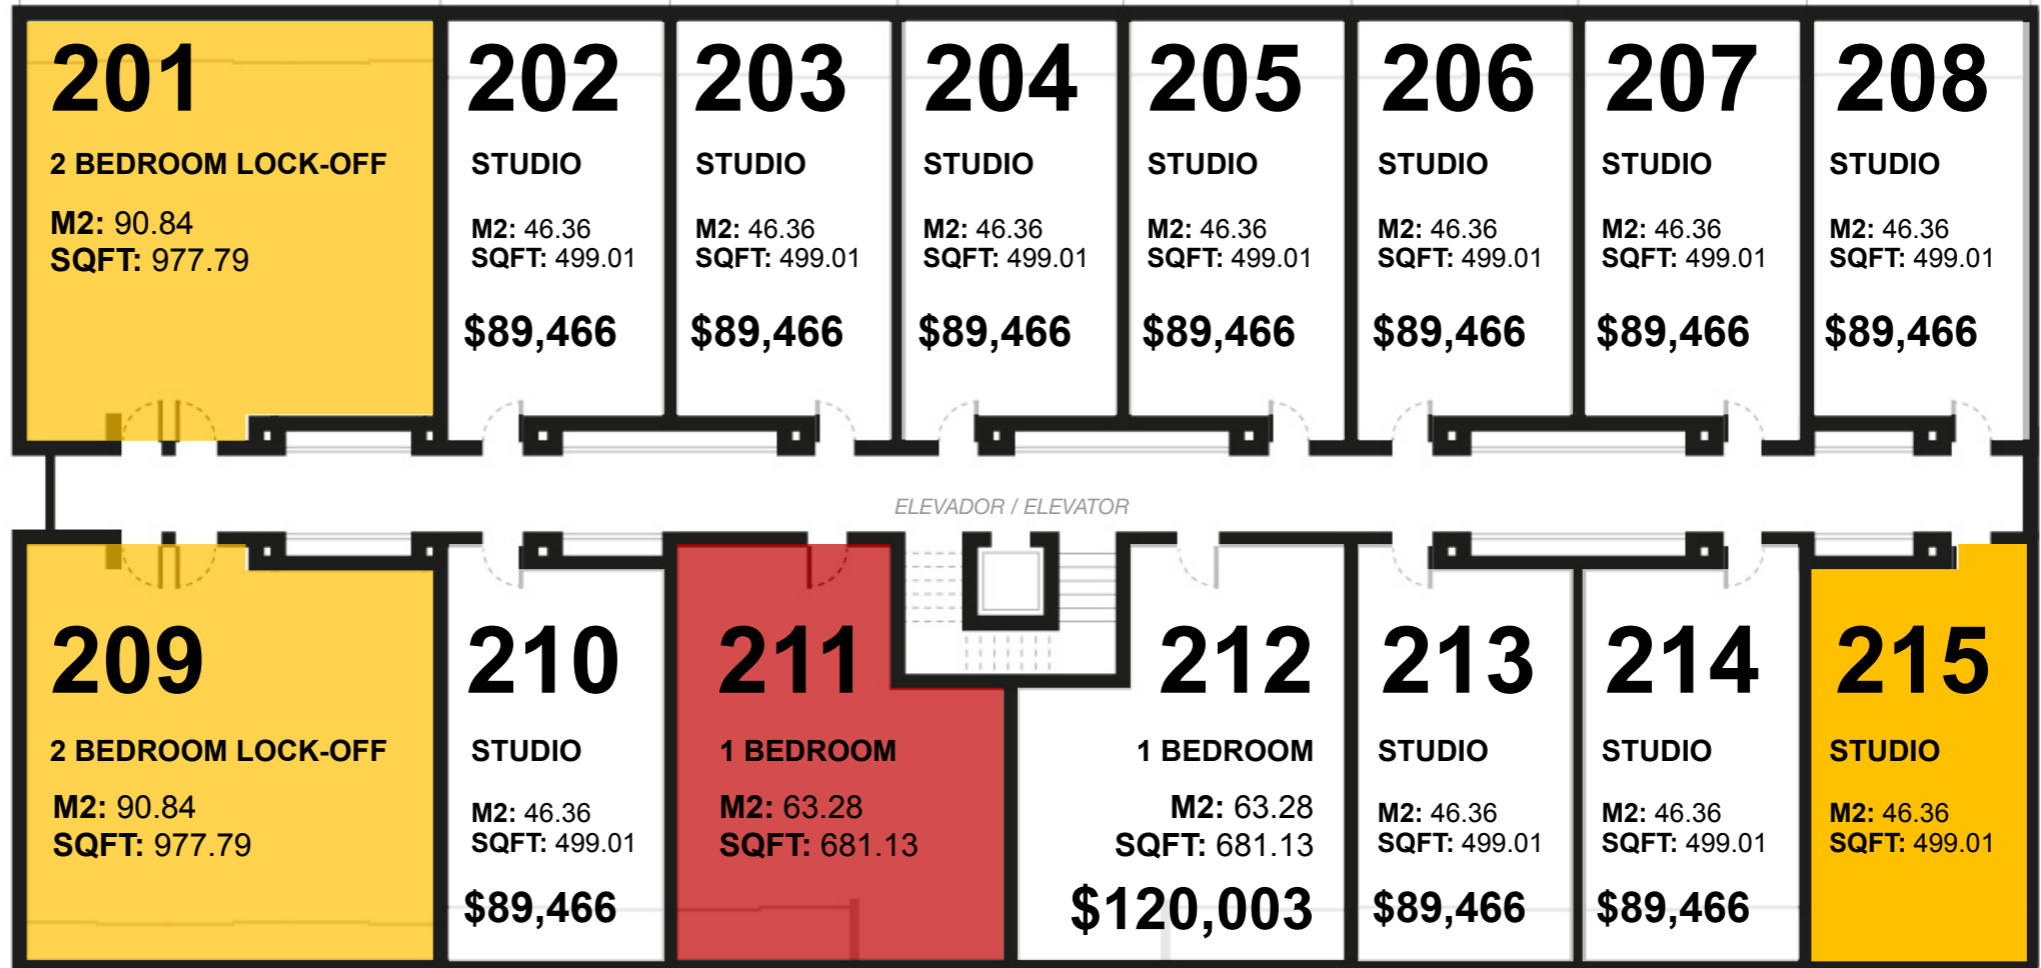 201
2 BEDROOM LOCK-OFF
M2: 90.84
SQFT: 977.79
202
STUDIO
M2: 46.36
SQFT: 499.01
$89,466
203
STUDIO
M2: 46.36
SQFT: 499.01
$89,466
204
STUDIO
M2: 46.36
SQFT: 499.01
$89,466
205
STUDIO
M2: 46.36
SQFT: 499.01
$89,466
206
STUDIO
M2: 46.36
SQFT: 499.01
$89,466
207
STUDIO
M2: 46.36
SQFT: 499.01
$89,466
208
STUDIO
M2: 46.36
SQFT: 499.01
$89,466
ELEVADOR / ELEVATOR
209
2 BEDROOM LOCK-OFF
M2: 90.84
SQFT: 977.79
210
STUDIO
M2: 46.36
SQFT: 499.01
$89,466
211
1 BEDROOM
M2: 63.28
SQFT: 681.13
212
1 BEDROOM
M2: 63.28
SQFT: 681.13
$120,003
213
STUDIO
M2: 46.36
SQFT: 499.01
$89,466
214
STUDIO
M2: 46.36
SQFT: 499.01
$89,466
215
STUDIO
M2: 46.36
SQFT: 499.01